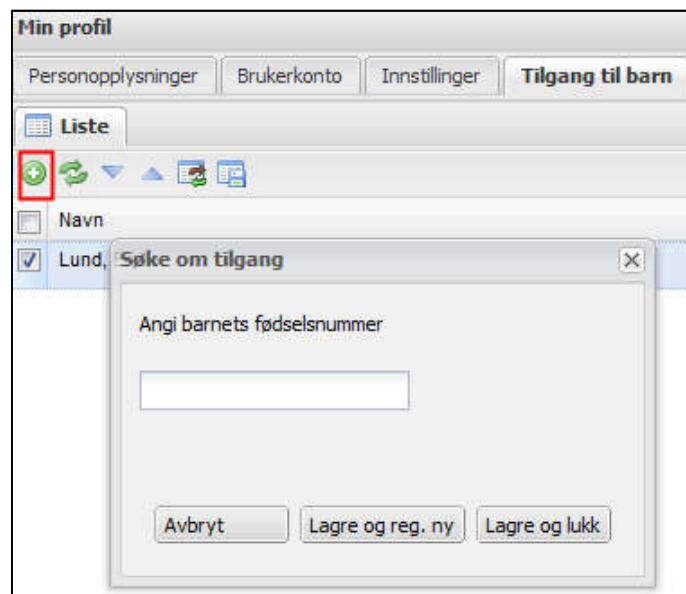 Min profil
Personopplysninger Brukerkonto Innstillinger Tilgang til barn
Liste
Navn
Lund,
Søke om tilgang
Angi barnets fødselsnummer
Avbryt Lagre og reg. ny Lagre og lukk